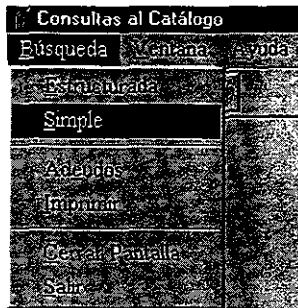 Consultas al Catálogo
Búsqueda Ventana Ayuda
Estructurada
Simple
Adeudos
Imprimir
Cerrar Pantalla
Salir